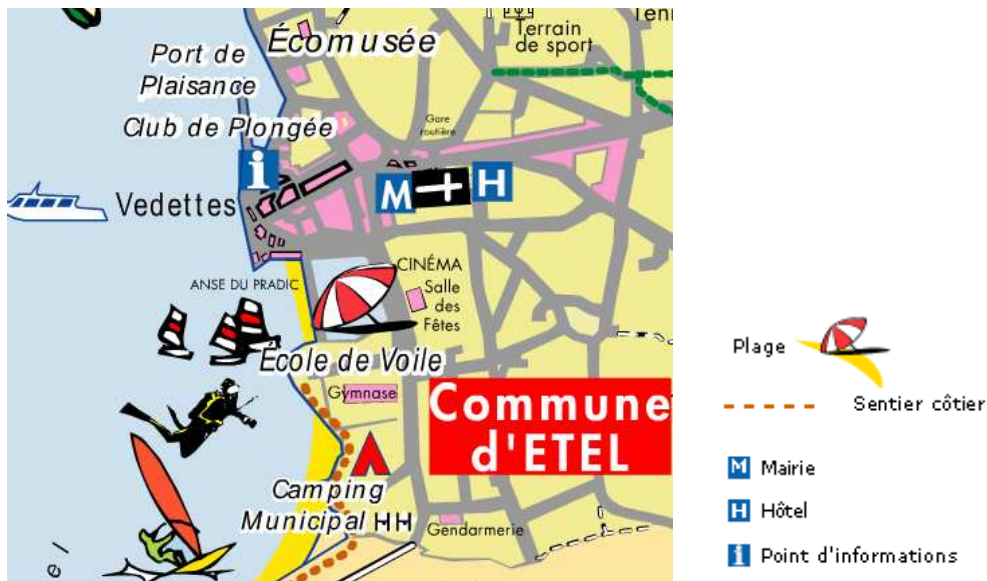 Écomusée
Terrain
de sport
Port de
Plaisance
Club de Plongée
Gare
routière
i
M
H
Vedettes
CINÉMA
Salle
des
Fêtes
ANSE DU PRADIC
École de Voile
Gymnase
Commune
d'ETEL
Camping
Municipal
Gendarmerie
Plage
Sentier côtier
M Mairie
H Hôtel
i Point d'informations